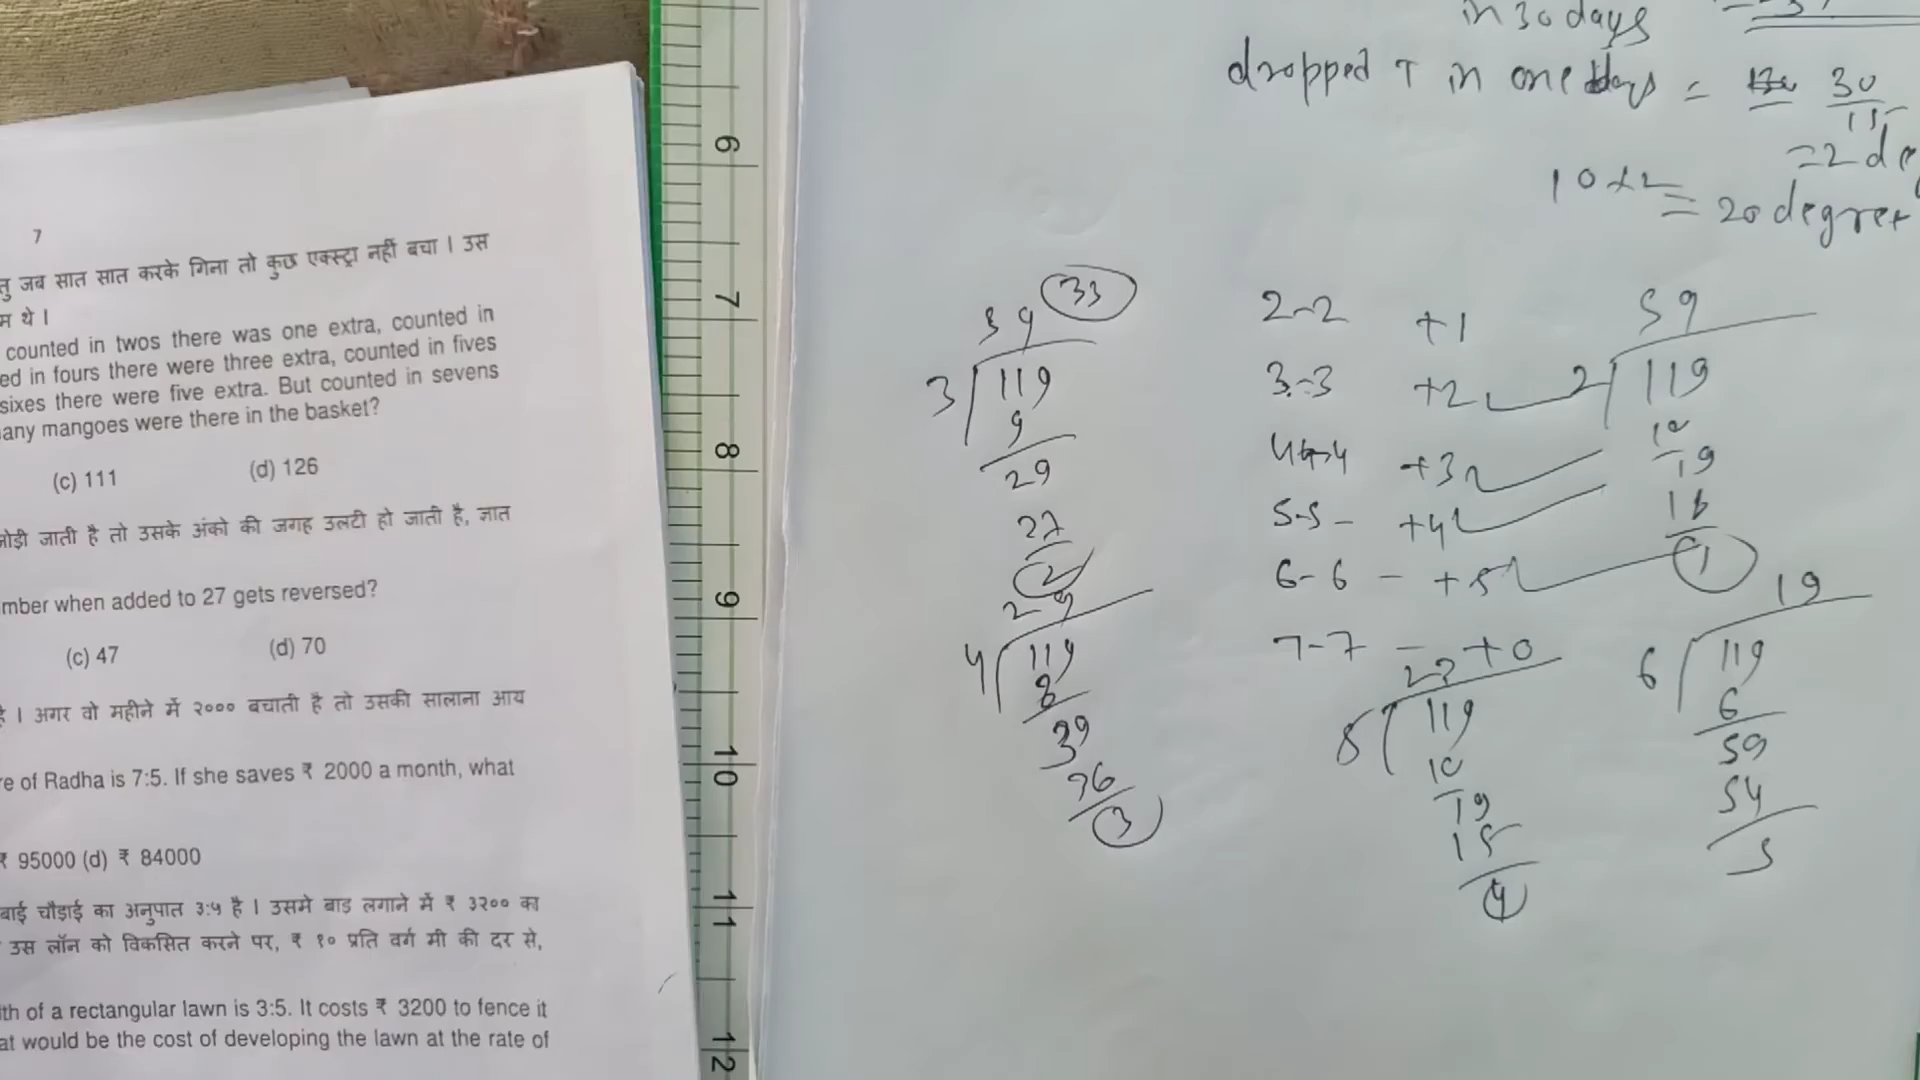 7
जब सात सात करके गिना तो कुछ एक्स्ट्रा नहीं बचा । उस
थे ।
counted in twos there was one extra, counted in
ed in fours there were three extra, counted in fives
sixes there were five extra. But counted in sevens
any mangoes were there in the basket?
(c) 111 (d) 126
जोड़ी जाती है तो उसके अंको की जगह उलटी हो जाती है, ज्ञात
mber when added to 27 gets reversed?
(c) 47 (d) 70
है । अगर वो महीने में २००० बचाती है तो उसकी सालाना आय
re of Radha is 7:5. If she saves ₹ 2000 a month, what
₹ 95000 (d) ₹ 84000
बाई चौड़ाई का अनुपात ३:५ है । उसमे बाड़ लगाने में ₹ ३२०० का
उस लॉन को विकसित करने पर, ₹ १० प्रति वर्ग मी की दर से,
th of a rectangular lawn is 3:5. It costs ₹ 3200 to fence it
at would be the cost of developing the lawn at the rate of
6
7
8
9
10
11
12
in 30 days
dropped T in one days = 30
15
= 2 de
10×2
= 20 degree
39 33
3 119
9
29
27
2
29
4 119
8
39
36
3
2-2 +1
3-3 +2
4-4 +3
5-5 - +4
6-6 - +5
7-7 - +0
59
2 119
10
19
18
1
23
119
10
19
15
4
19
6 119
6
59
54
5